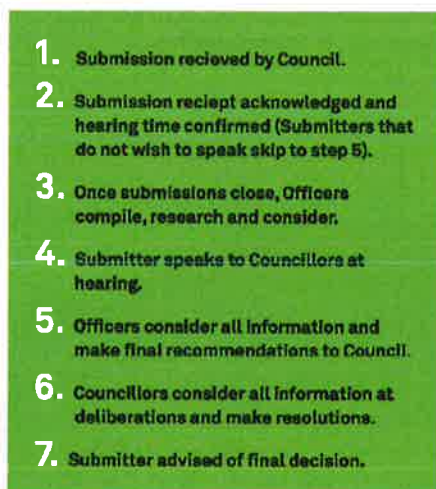 1. Submission recieved by Council.
2. Submission reciept acknowledged and
hearing time confirmed (Submitters that
do not wish to speak skip to step 5).
3. Once submissions close, Officers
compile, research and consider.
4. Submitter speaks to Councillors at
hearing.
5. Officers consider all information and
make final recommendations to Council.
6. Councillors consider all information at
deliberations and make resolutions.
7. Submitter advised of final decision.